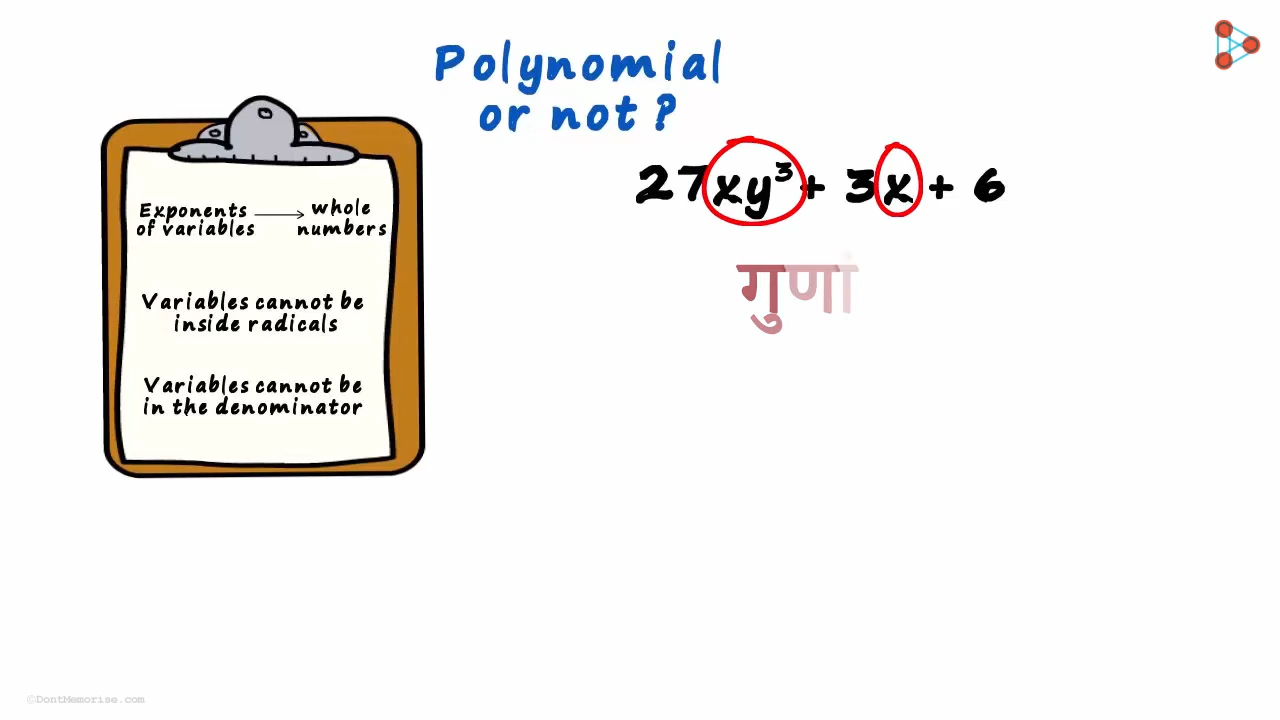 Polynomial
or not ?
27xy³ + 3x + 6
गुणां
Exponents → whole
of variables numbers
Variables cannot be
inside radicals
Variables cannot be
in the denominator
©DontMemorise.com